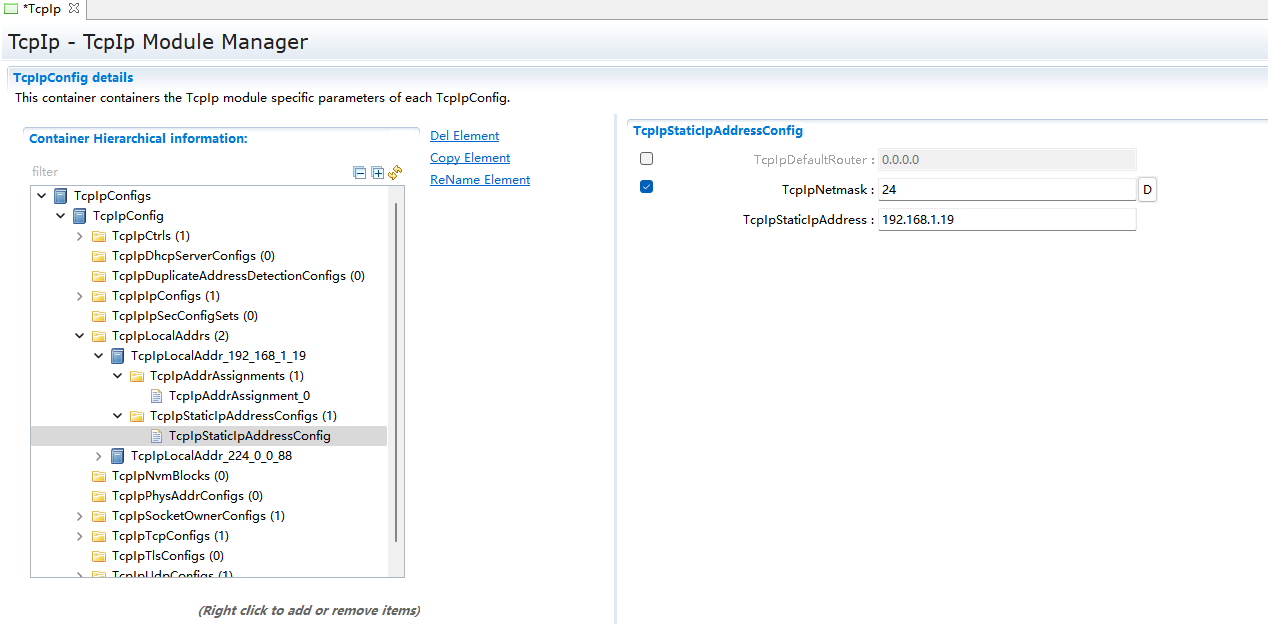 *TcpIp
TcpIp - TcpIp Module Manager
TcpIpConfig details
This container containers the TcpIp module specific parameters of each TcpIpConfig.
Container Hierarchical information:
filter
TcpIpConfigs
TcpIpConfig
TcpIpCtrls (1)
TcpIpDhcpServerConfigs (0)
TcpIpDuplicateAddressDetectionConfigs (0)
TcpIpIpConfigs (1)
TcpIpIpSecConfigSets (0)
TcpIpLocalAddrs (2)
TcpIpLocalAddr_192_168_1_19
TcpIpAddrAssignments (1)
TcpIpAddrAssignment_0
TcpIpStaticIpAddressConfigs (1)
TcpIpStaticIpAddressConfig
TcpIpLocalAddr_224_0_0_88
TcpIpNvmBlocks (0)
TcpIpPhysAddrConfigs (0)
TcpIpSocketOwnerConfigs (1)
TcpIpTcpConfigs (1)
TcpIpTlsConfigs (0)
TcpIpUdpConfigs (1)
(Right click to add or remove items)
Del Element
Copy Element
ReName Element
TcpIpStaticIpAddressConfig
TcpIpDefaultRouter : 0.0.0.0
TcpIpNetmask : 24 D
TcpIpStaticIpAddress : 192.168.1.19